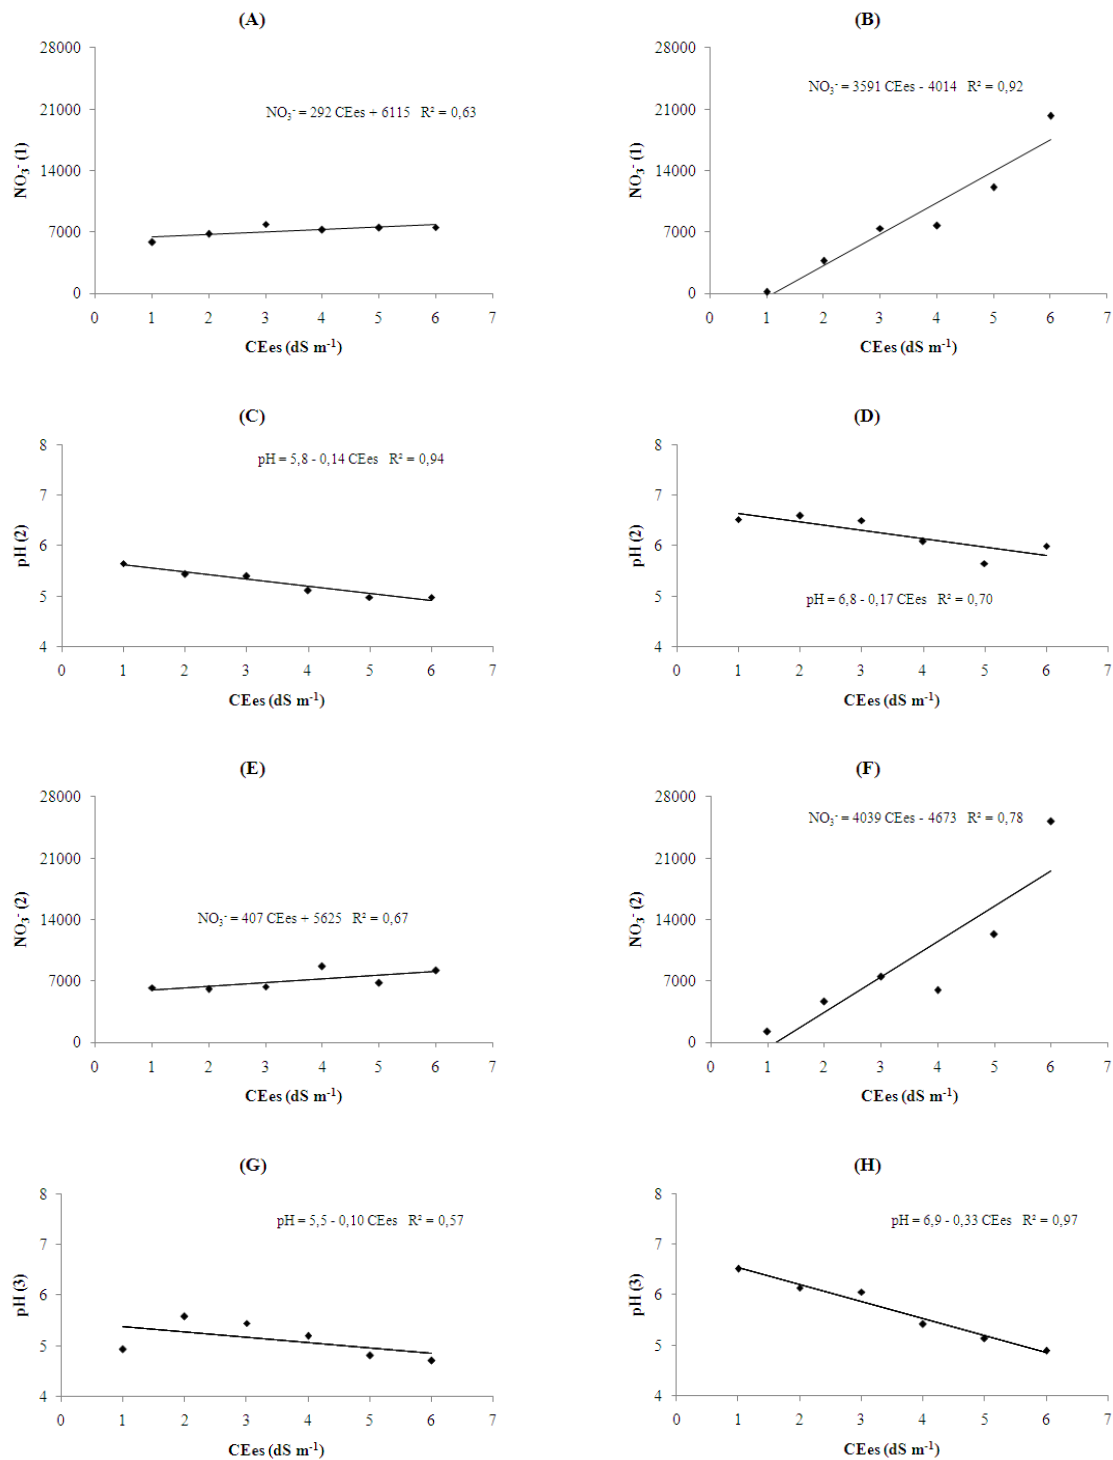 (A)
28000
21000
14000
7000
0
NO₃⁻ (1)
NO₃⁻ = 292 CEes + 6115 R² = 0,63
0 1 2 3 4 5 6 7
CEes (dS m⁻¹)
(B)
28000
21000
14000
7000
0
NO₃⁻ (1)
NO₃⁻ = 3591 CEes - 4014 R² = 0,92
0 1 2 3 4 5 6 7
CEes (dS m⁻¹)
(C)
8
7
6
5
4
pH (2)
pH = 5,8 - 0,14 CEes R² = 0,94
0 1 2 3 4 5 6 7
CEes (dS m⁻¹)
(D)
8
7
6
5
4
pH (2)
pH = 6,8 - 0,17 CEes R² = 0,70
0 1 2 3 4 5 6 7
CEes (dS m⁻¹)
(E)
28000
21000
14000
7000
0
NO₃⁻ (2)
NO₃⁻ = 407 CEes + 5625 R² = 0,67
0 1 2 3 4 5 6 7
CEes (dS m⁻¹)
(F)
28000
21000
14000
7000
0
NO₃⁻ (2)
NO₃⁻ = 4039 CEes - 4673 R² = 0,78
0 1 2 3 4 5 6 7
CEes (dS m⁻¹)
(G)
8
7
6
5
4
pH (3)
pH = 5,5 - 0,10 CEes R² = 0,57
0 1 2 3 4 5 6 7
CEes (dS m⁻¹)
(H)
8
7
6
5
4
pH (3)
pH = 6,9 - 0,33 CEes R² = 0,97
0 1 2 3 4 5 6 7
CEes (dS m⁻¹)